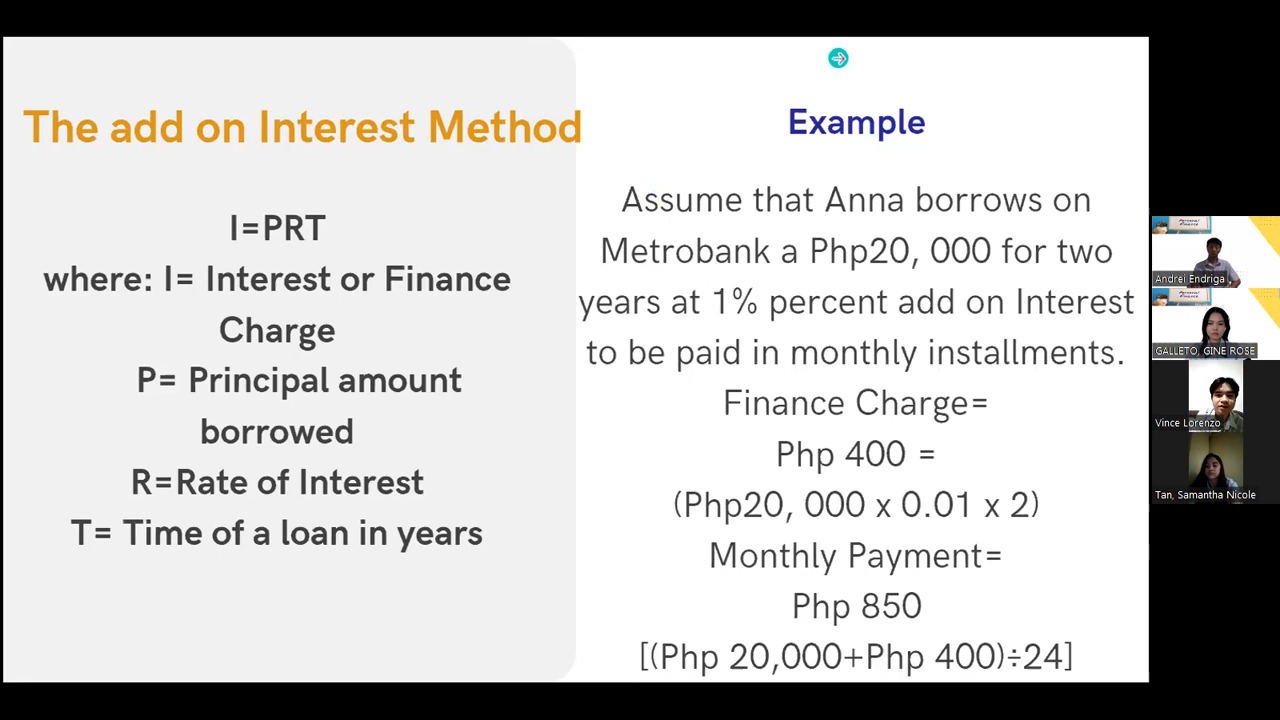 The add on Interest Method
I=PRT
where: I= Interest or Finance
Charge
P= Principal amount
borrowed
R=Rate of Interest
T= Time of a loan in years
Example
Assume that Anna borrows on
Metrobank a Php20, 000 for two
years at 1% percent add on Interest
to be paid in monthly installments.
Finance Charge=
Php 400 =
(Php20, 000 x 0.01 x 2)
Monthly Payment=
Php 850
[(Php 20,000+Php 400)÷24]
Andrei Endriga
GALLETO, GINE ROSE
Vince Lorenzo
Tan, Samantha Nicole